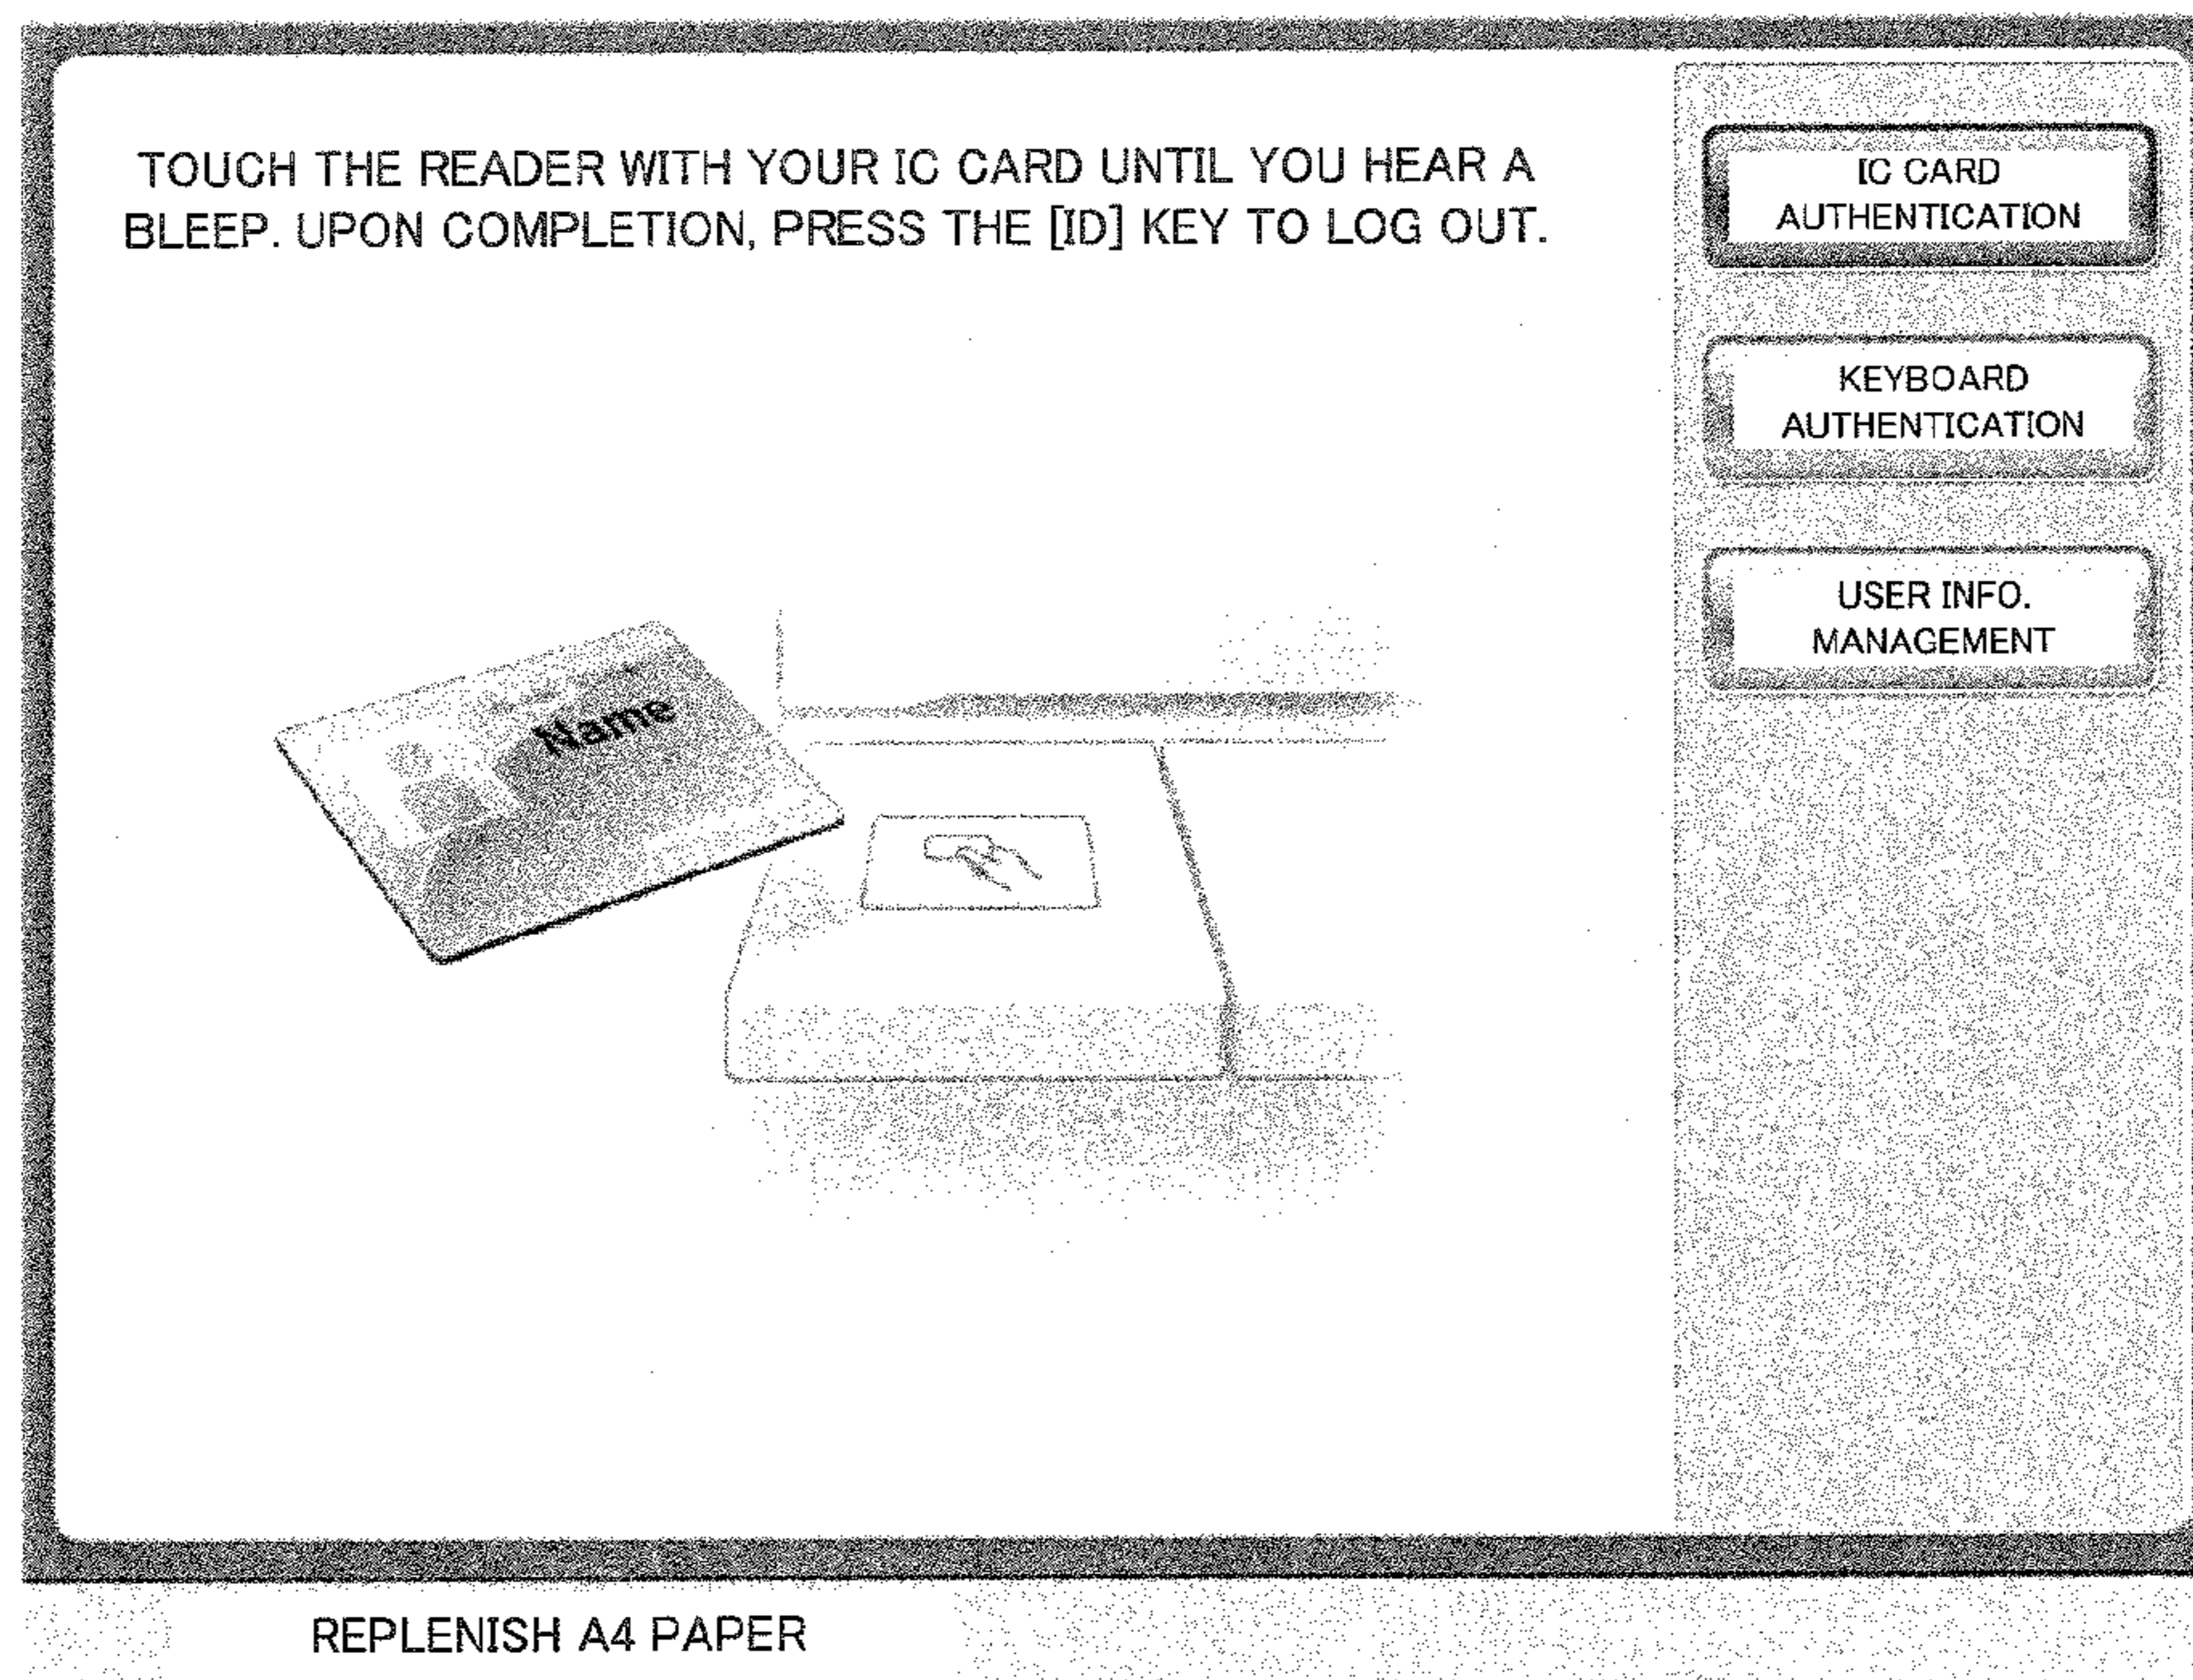 TOUCH THE READER WITH YOUR IC CARD UNTIL YOU HEAR A
BLEEP. UPON COMPLETION, PRESS THE [ID] KEY TO LOG OUT.
IC CARD
AUTHENTICATION
KEYBOARD
AUTHENTICATION
USER INFO.
MANAGEMENT
Name
REPLENISH A4 PAPER